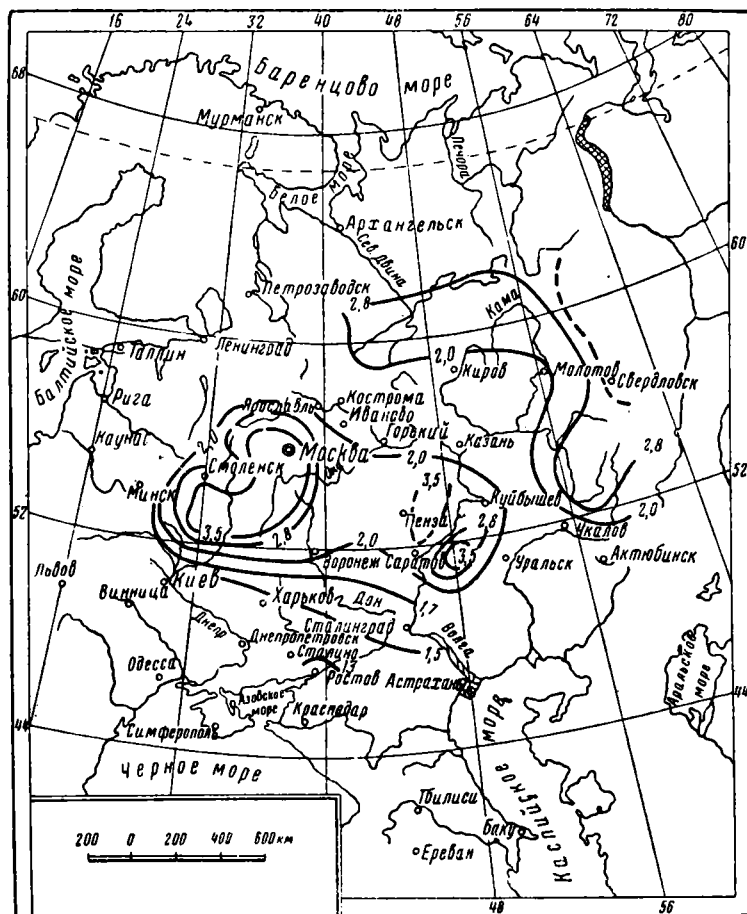 16 24 32 40 48 56 64 72 80
68
Баренцово море
Мурманск
Печора
Белое море
Архангельск
Сев. Двина
60
60
Петрозаводск
2,8
Кама
Балтийское море
Таллин
Ленинград
2,0
Киров
Молотов
Свердловск
Рига
Ярославль
Кострома
Иваново
Горький
Казань
Каунас
Москва
2,0
2,8
52
Смоленск
3,5
Минск
Куйбышев
2,0
52
Пенза
2,8
Чкалов
3,5
2,8
2,0
Воронеж
Саратов
3,5
Уральск
Актюбинск
Львов
Киев
Винница
Харьков
Дон
1,7
Сталинград
Днепр
Днепропетровск
Волга
Сталино
1,5
Одесса
13
Ростов
Астрахань
Аральское море
44
Азовское море
Краснодар
44
Симферополь
Черное море
Каспийское море
Тбилиси
Баку
Ереван
200 0 200 400 600 км
48 56